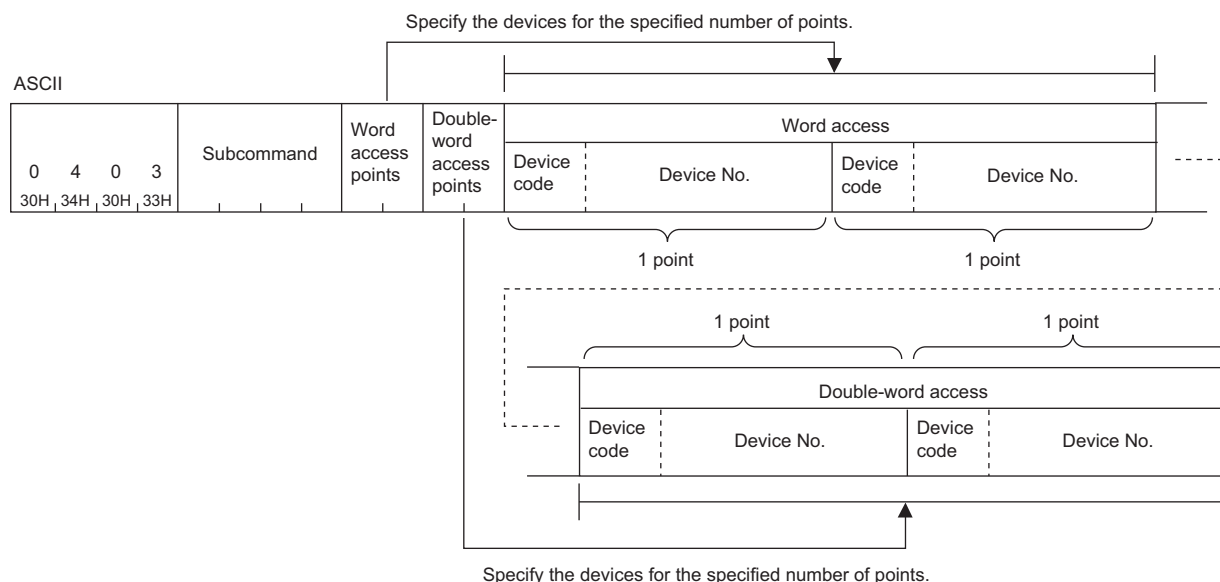 Specify the devices for the specified number of points.
ASCII
0 4 0 3
30H 34H 30H 33H
Subcommand
Word
access
points
Double-
word
access
points
Word access
Device
code
Device No.
Device
code
Device No.
1 point
1 point
1 point
1 point
Double-word access
Device
code
Device No.
Device
code
Device No.
Specify the devices for the specified number of points.